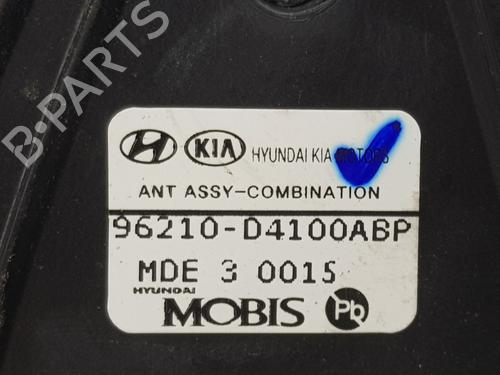 B-PARTS
KIA HYUNDAI KIA MOTORS
ANT ASSY-COMBINATION
96210-D4100ABP
MDE 3 0015
HYUNDAI
MOBIS Pb